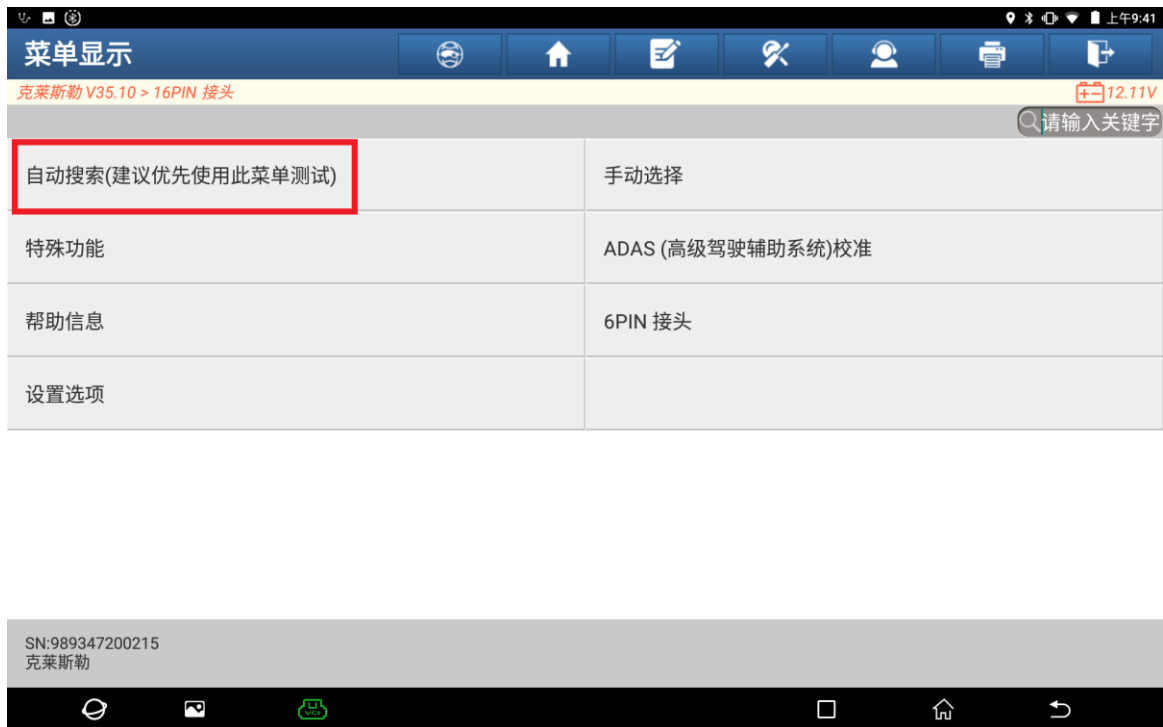 上午9:41
菜单显示
克莱斯勒 V35.10 > 16PIN 接头
12.11V
请输入关键字
自动搜索(建议优先使用此菜单测试)
手动选择
特殊功能
ADAS (高级驾驶辅助系统)校准
帮助信息
6PIN 接头
设置选项
SN:989347200215
克莱斯勒
VCI